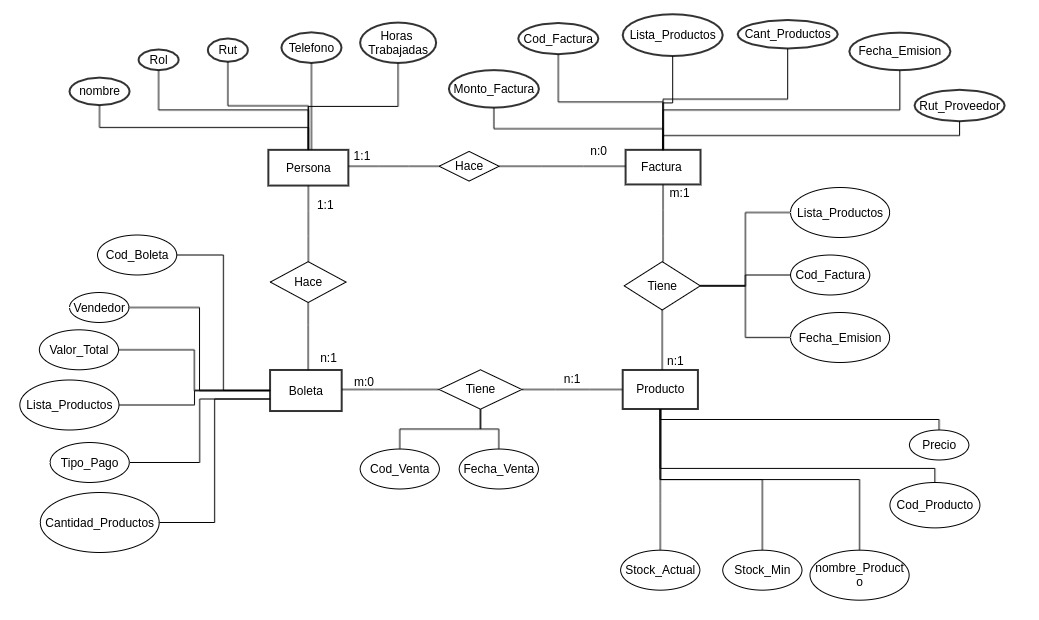 Horas
Trabajadas
Cod_Factura
Lista_Productos
Cant_Productos
Rut
Telefono
Rol
Fecha_Emision
nombre
Monto_Factura
Rut_Proveedor
1:1
n:0
Persona
Hace
Factura
1:1
m:1
Lista_Productos
Cod_Boleta
Cod_Factura
Hace
Tiene
Vendedor
Fecha_Emision
Valor_Total
n:1
n:1
m:0
n:1
Boleta
Tiene
Producto
Lista_Productos
Precio
Tipo_Pago
Cod_Venta
Fecha_Venta
Cod_Producto
Cantidad_Productos
Stock_Actual
Stock_Min
nombre_Product
o